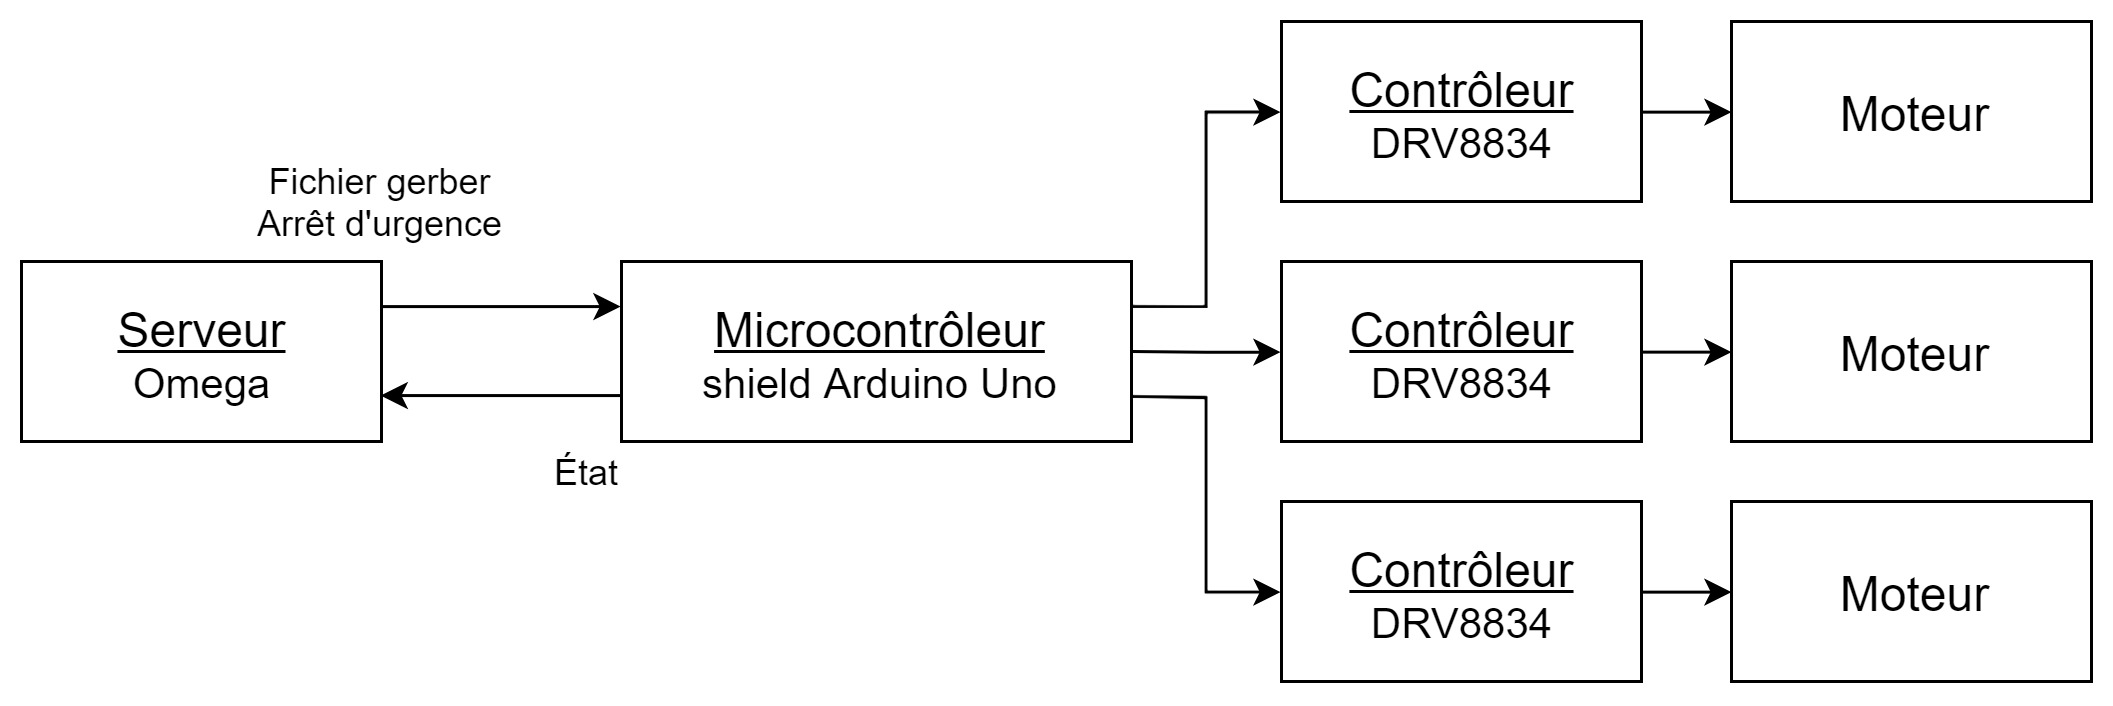 Fichier gerber
Arrêt d'urgence
Serveur
Omega
État
Microcontrôleur
shield Arduino Uno
Contrôleur
DRV8834
Moteur
Contrôleur
DRV8834
Moteur
Contrôleur
DRV8834
Moteur